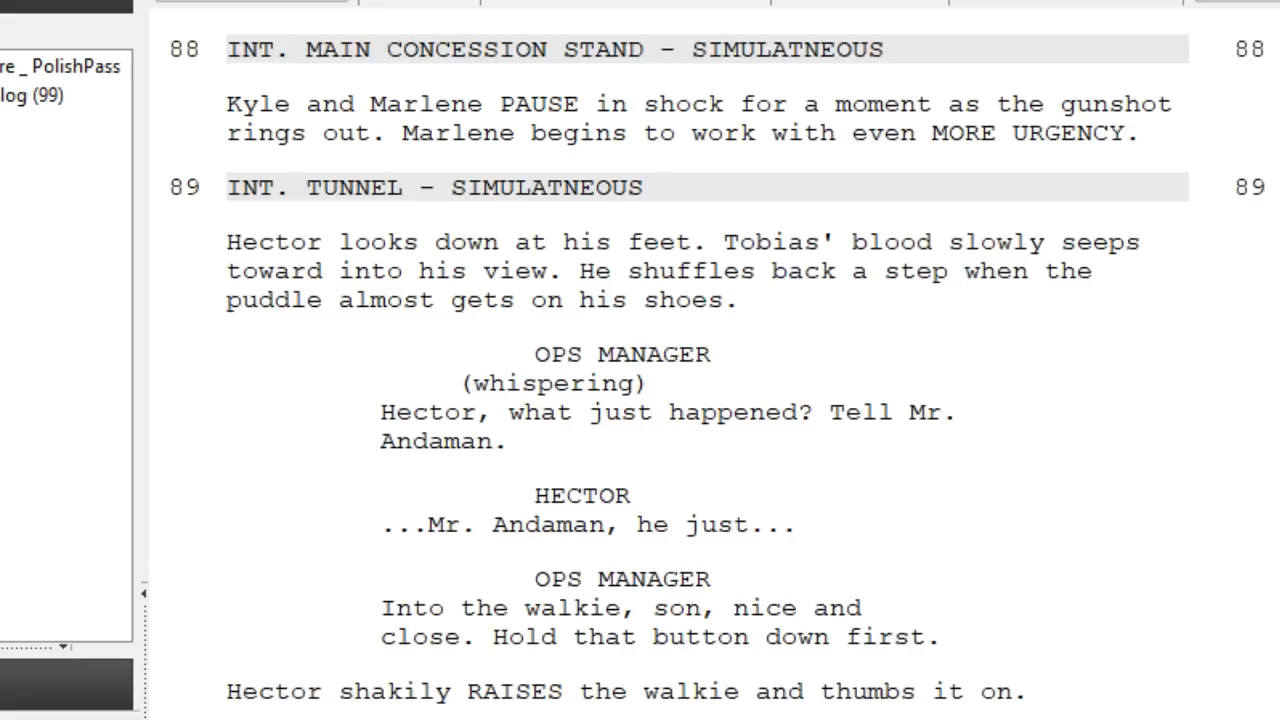 88 INT. MAIN CONCESSION STAND - SIMULATNEOUS 88
re _ PolishPass
log (99)
Kyle and Marlene PAUSE in shock for a moment as the gunshot
rings out. Marlene begins to work with even MORE URGENCY.
89 INT. TUNNEL - SIMULATNEOUS 89
Hector looks down at his feet. Tobias' blood slowly seeps
toward into his view. He shuffles back a step when the
puddle almost gets on his shoes.
OPS MANAGER
(whispering)
Hector, what just happened? Tell Mr.
Andaman.
HECTOR
...Mr. Andaman, he just...
OPS MANAGER
Into the walkie, son, nice and
close. Hold that button down first.
Hector shakily RAISES the walkie and thumbs it on.